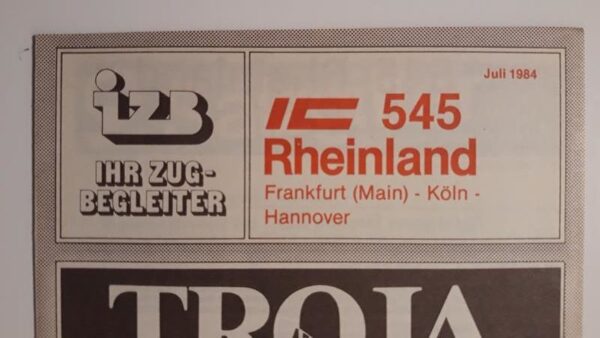 izB
IHR ZUG-
BEGLEITER
Juli 1984
IC 545
Rheinland
Frankfurt (Main) - Köln -
Hannover
TROJA